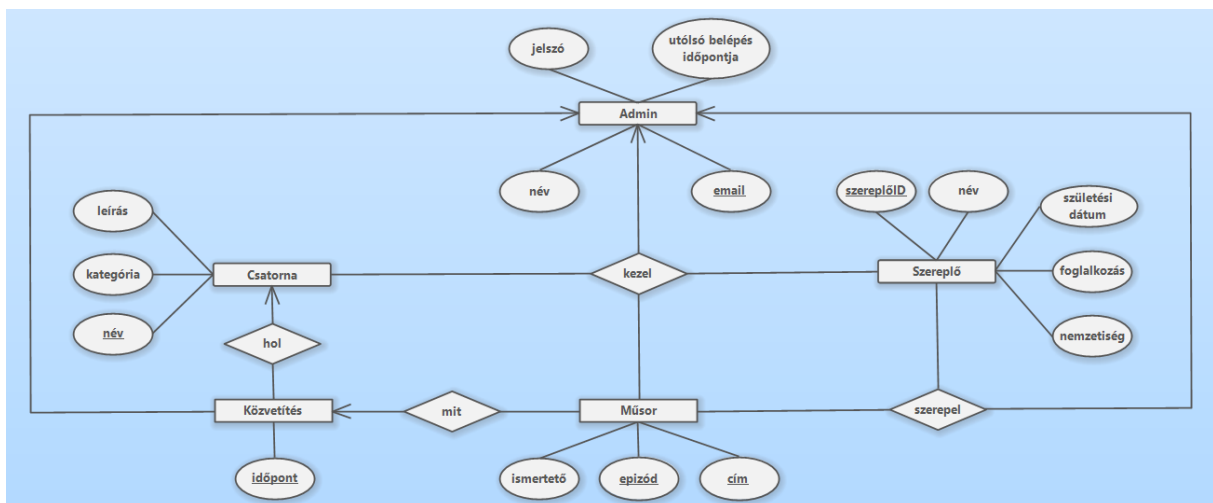 jelszó
utólsó belépés
időpontja
Admin
név
email
szereplőID
név
születési
dátum
leírás
kategória
Csatorna
kezel
Szereplő
foglalkozás
név
hol
nemzetiség
Közvetítés
mit
Műsor
szerepel
időpont
ismertető
epizód
cím